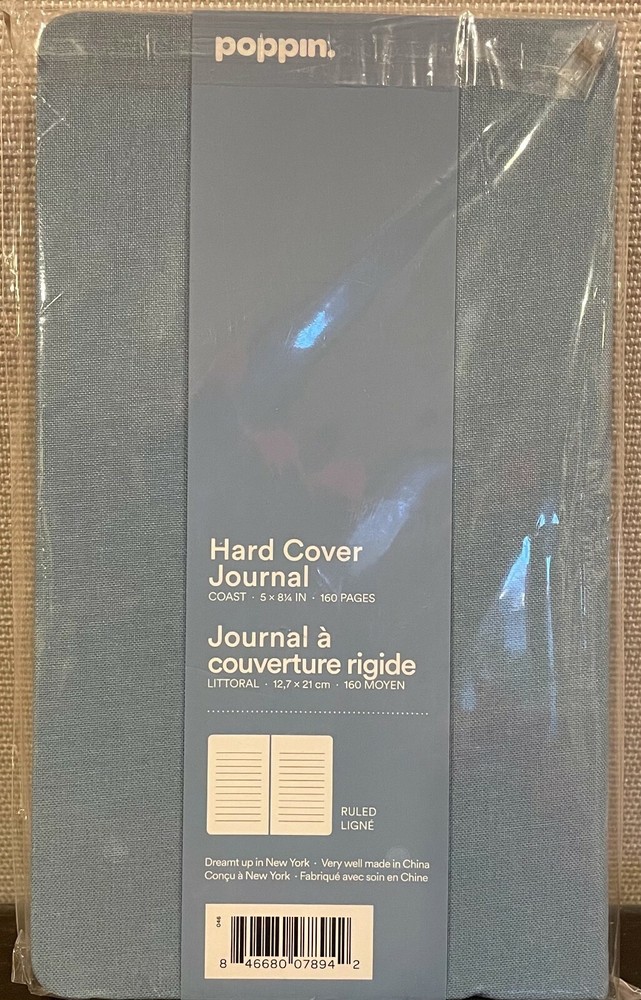 poppin.
Hard Cover
Journal
COAST · 5 × 8¼ IN · 160 PAGES
Journal à
couverture rigide
LITTORAL · 12,7 × 21 cm · 160 MOYEN
RULED
LIGNÉ
Dreamt up in New York · Very well made in China
Conçu à New York · Fabriqué avec soin en Chine
046
8 46680 07894 2